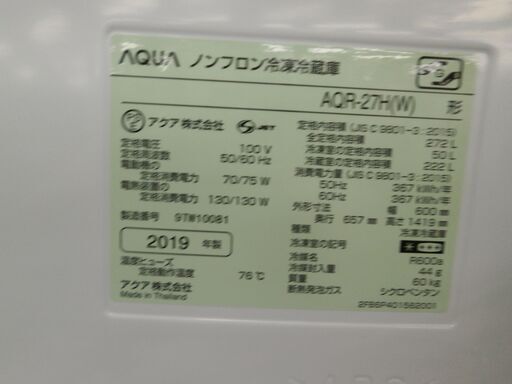 AQUA ノンフロン冷凍冷蔵庫
AQR-27H(W) 形
アクア株式会社
JET
定格電圧 100 V
定格周波数 50/60 Hz
電動機の
定格消費電力 70/75 W
電熱装置の
定格消費電力 130/130 W
製造番号 9TW10081
2019 年製
温度ヒューズ
定格動作温度 76℃
アクア株式会社
Made in Thailand
定格内容積 (JIS C 9801-3:2015)
全定格内容積 272 L
冷凍室の定格内容積 50 L
冷蔵室の定格内容積 222 L
消費電力量 (JIS C 9801-3:2015)
50Hz 367 kWh/年
60Hz 367 kWh/年
外形寸法 幅 600 mm
奥行 657 mm 高さ 1419 mm
種類 冷凍冷蔵庫
冷凍室の記号
冷媒名 R600a
冷媒封入量 44 g
質量 60 kg
断熱発泡ガス シクロペンタン
2FB6P401562001